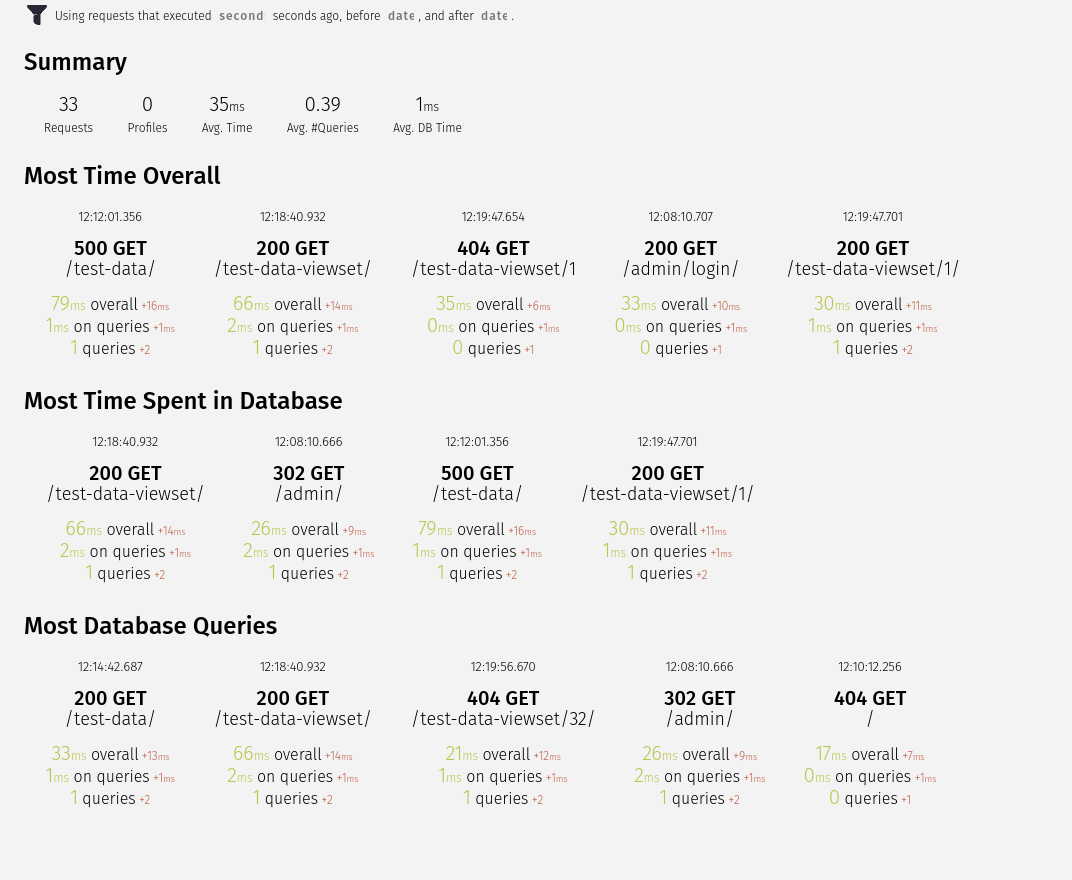 Using requests that executed second seconds ago, before date, and after date.
Summary
33 0 35ms 0.39 1ms
Requests Profiles Avg. Time Avg. #Queries Avg. DB Time
Most Time Overall
12:12:01.356 12:18:40.932 12:19:47.654 12:08:10.707 12:19:47.701
500 GET 200 GET 404 GET 200 GET 200 GET
/test-data/ /test-data-viewset/ /test-data-viewset/1 /admin/login/ /test-data-viewset/1/
79ms overall +16ms 66ms overall +14ms 35ms overall +6ms 33ms overall +10ms 30ms overall +11ms
1ms on queries +1ms 2ms on queries +1ms 0ms on queries +1ms 0ms on queries +1ms 1ms on queries +1ms
1 queries +2 1 queries +2 0 queries +1 0 queries +1 1 queries +2
Most Time Spent in Database
12:18:40.932 12:08:10.666 12:12:01.356 12:19:47.701
200 GET 302 GET 500 GET 200 GET
/test-data-viewset/ /admin/ /test-data/ /test-data-viewset/1/
66ms overall +14ms 26ms overall +9ms 79ms overall +16ms 30ms overall +11ms
2ms on queries +1ms 2ms on queries +1ms 1ms on queries +1ms 1ms on queries +1ms
1 queries +2 1 queries +2 1 queries +2 1 queries +2
Most Database Queries
12:14:42.687 12:18:40.932 12:19:56.670 12:08:10.666 12:10:12.256
200 GET 200 GET 404 GET 302 GET 404 GET
/test-data/ /test-data-viewset/ /test-data-viewset/32/ /admin/ /
33ms overall +13ms 66ms overall +14ms 21ms overall +12ms 26ms overall +9ms 17ms overall +7ms
1ms on queries +1ms 2ms on queries +1ms 1ms on queries +1ms 2ms on queries +1ms 0ms on queries +1ms
1 queries +2 1 queries +2 1 queries +2 1 queries +2 0 queries +1